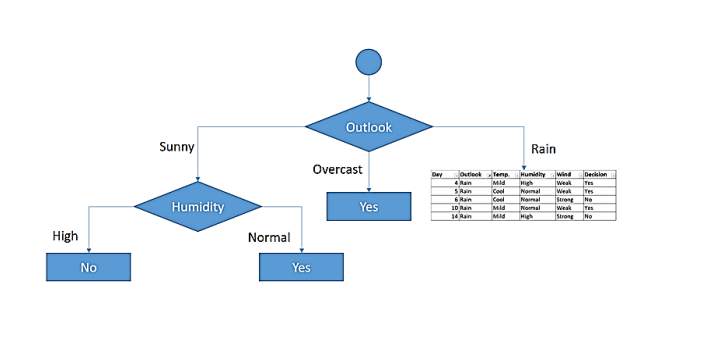 Outlook
Sunny
Overcast
Rain
Day Outlook Temp. Humidity Wind Decision
4 Rain Mild High Weak Yes
5 Rain Cool Normal Weak Yes
6 Rain Cool Normal Strong No
10 Rain Mild Normal Weak Yes
14 Rain Mild High Strong No
Humidity
Yes
High
Normal
No
Yes